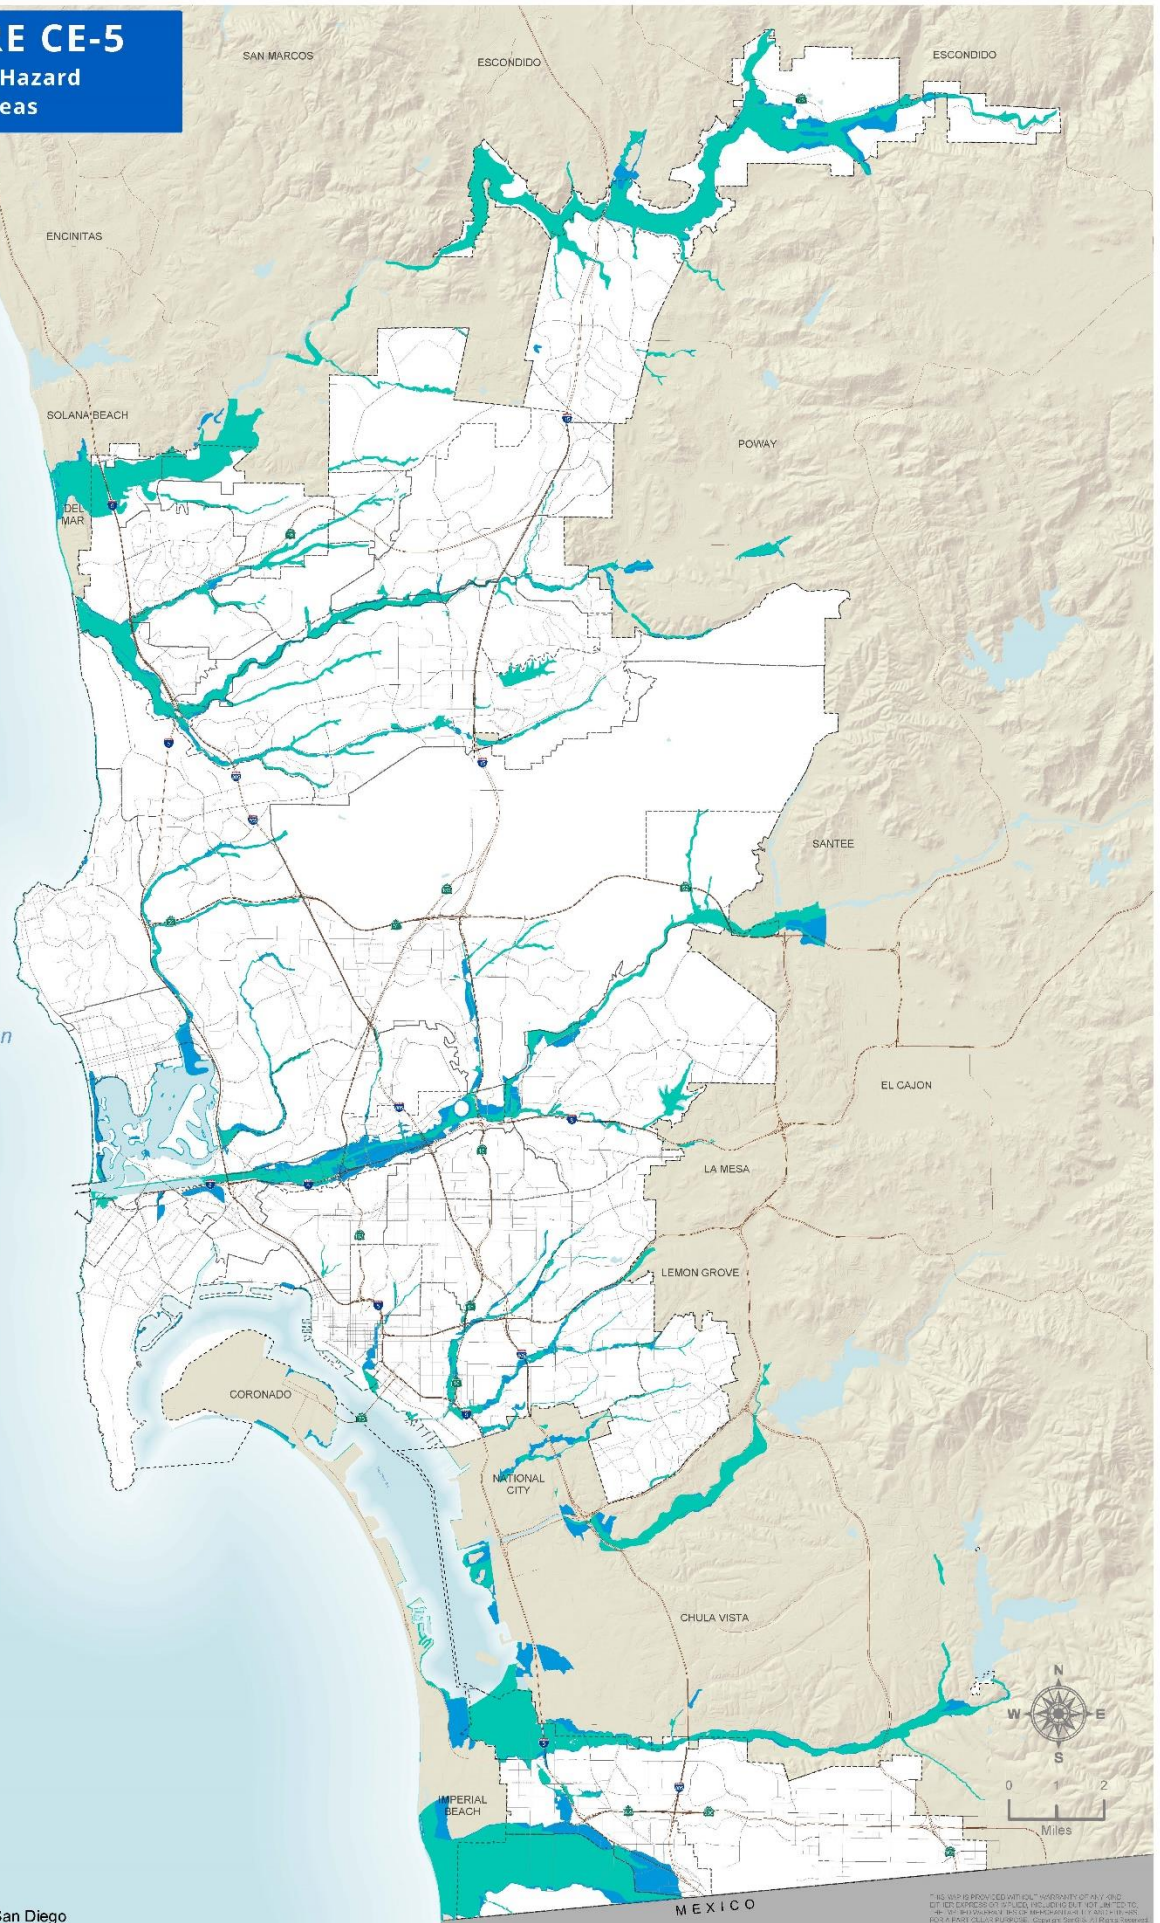 RE CE-5
Hazard
eas
SAN MARCOS
ESCONDIDO
ESCONDIDO
ENCINITAS
SOLANA BEACH
POWAY
DEL
MAR
SANTEE
n
EL CAJON
LA MESA
LEMON GROVE
CORONADO
NATIONAL
CITY
CHULA VISTA
N
W E
S
0 1 2
Miles
IMPERIAL
BEACH
MEXICO
San Diego